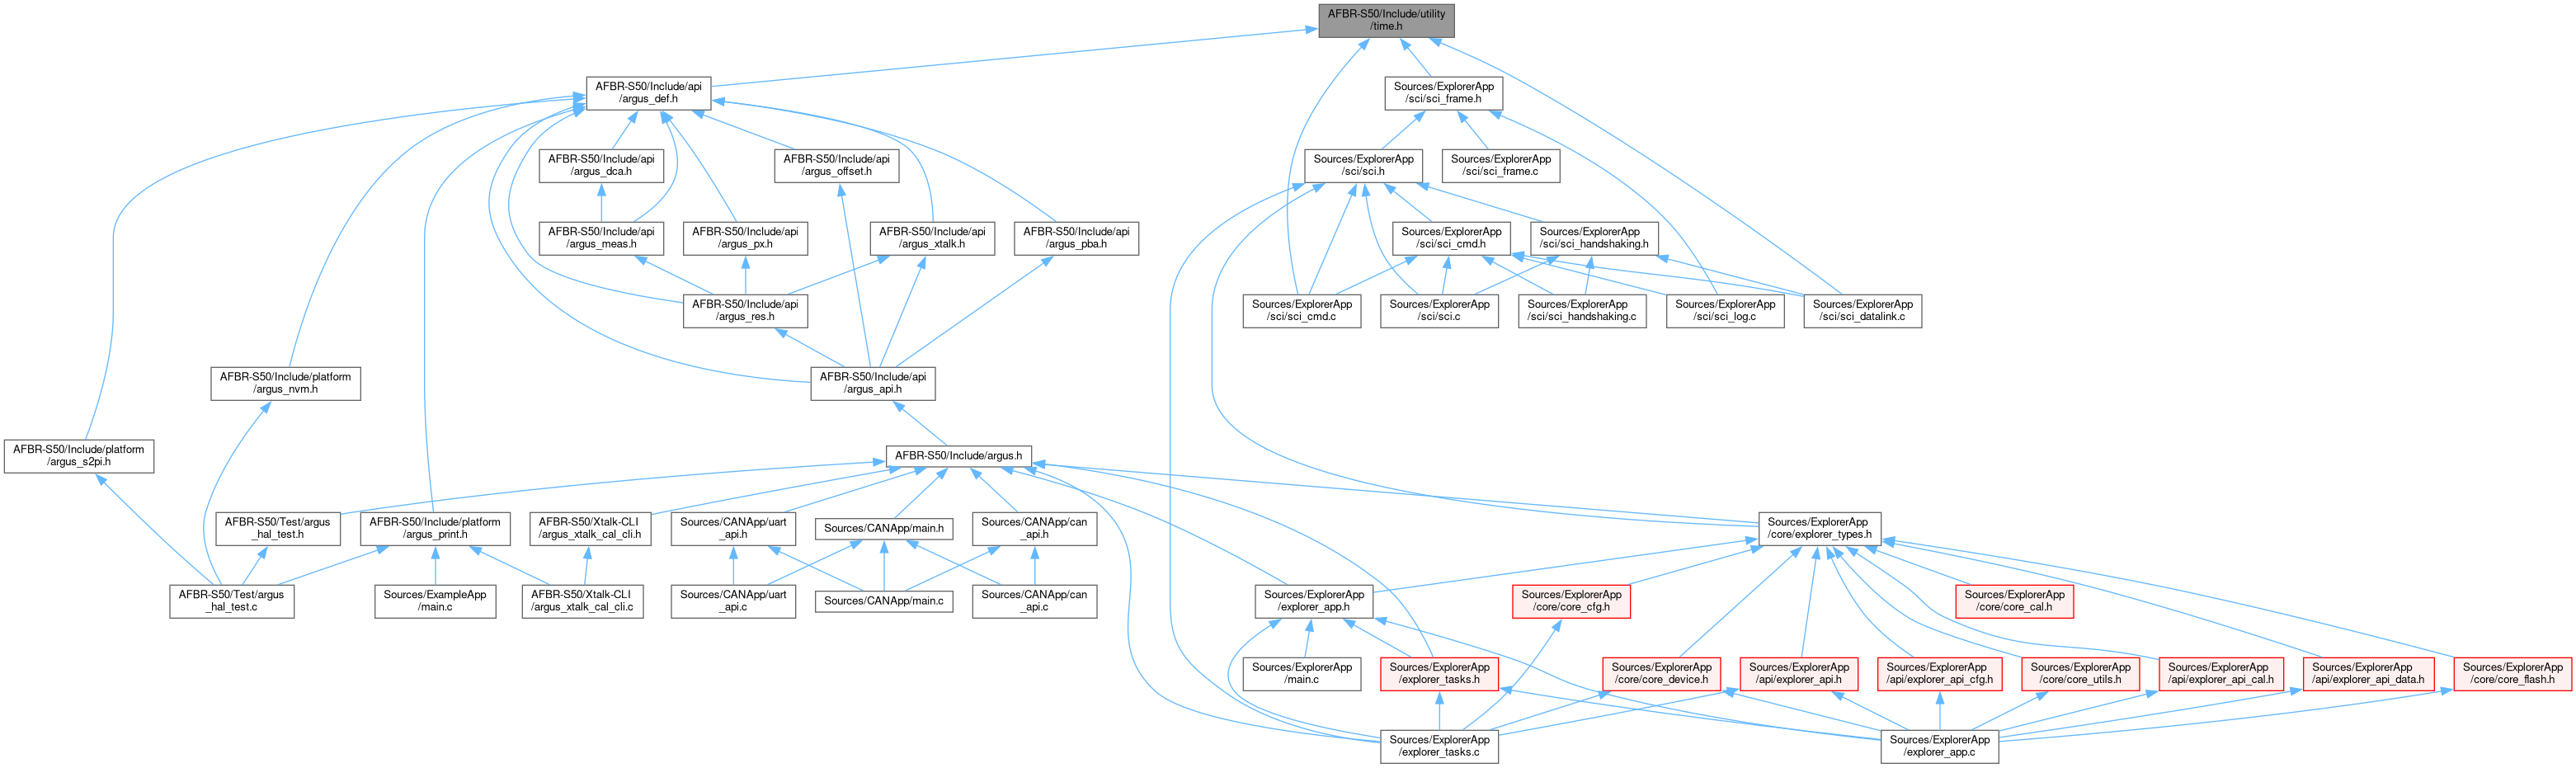 AFBR-S50/Include/utility
/time.h
AFBR-S50/Include/api
/argus_def.h
Sources/ExplorerApp
/sci/sci_frame.h
AFBR-S50/Include/api
/argus_dca.h
AFBR-S50/Include/api
/argus_offset.h
Sources/ExplorerApp
/sci/sci.h
Sources/ExplorerApp
/sci/sci_frame.c
AFBR-S50/Include/api
/argus_meas.h
AFBR-S50/Include/api
/argus_px.h
AFBR-S50/Include/api
/argus_xtalk.h
AFBR-S50/Include/api
/argus_pba.h
Sources/ExplorerApp
/sci/sci_cmd.h
Sources/ExplorerApp
/sci/sci_handshaking.h
AFBR-S50/Include/api
/argus_res.h
Sources/ExplorerApp
/sci/sci_cmd.c
Sources/ExplorerApp
/sci/sci.c
Sources/ExplorerApp
/sci/sci_handshaking.c
Sources/ExplorerApp
/sci/sci_log.c
Sources/ExplorerApp
/sci/sci_datalink.c
AFBR-S50/Include/platform
/argus_nvm.h
AFBR-S50/Include/api
/argus_api.h
AFBR-S50/Include/platform
/argus_s2pi.h
AFBR-S50/Include/argus.h
AFBR-S50/Test/argus
_hal_test.h
AFBR-S50/Include/platform
/argus_print.h
AFBR-S50/Xtalk-CLI
/argus_xtalk_cal_cli.h
Sources/CANApp/uart
_api.h
Sources/CANApp/main.h
Sources/CANApp/can
_api.h
Sources/ExplorerApp
/core/explorer_types.h
AFBR-S50/Test/argus
_hal_test.c
Sources/ExampleApp
/main.c
AFBR-S50/Xtalk-CLI
/argus_xtalk_cal_cli.c
Sources/CANApp/uart
_api.c
Sources/CANApp/main.c
Sources/CANApp/can
_api.c
Sources/ExplorerApp
/explorer_app.h
Sources/ExplorerApp
/core/core_cfg.h
Sources/ExplorerApp
/core/core_cal.h
Sources/ExplorerApp
/main.c
Sources/ExplorerApp
/explorer_tasks.h
Sources/ExplorerApp
/core/core_device.h
Sources/ExplorerApp
/api/explorer_api.h
Sources/ExplorerApp
/api/explorer_api_cfg.h
Sources/ExplorerApp
/core/core_utils.h
Sources/ExplorerApp
/api/explorer_api_cal.h
Sources/ExplorerApp
/api/explorer_api_data.h
Sources/ExplorerApp
/core/core_flash.h
Sources/ExplorerApp
/explorer_tasks.c
Sources/ExplorerApp
/explorer_app.c